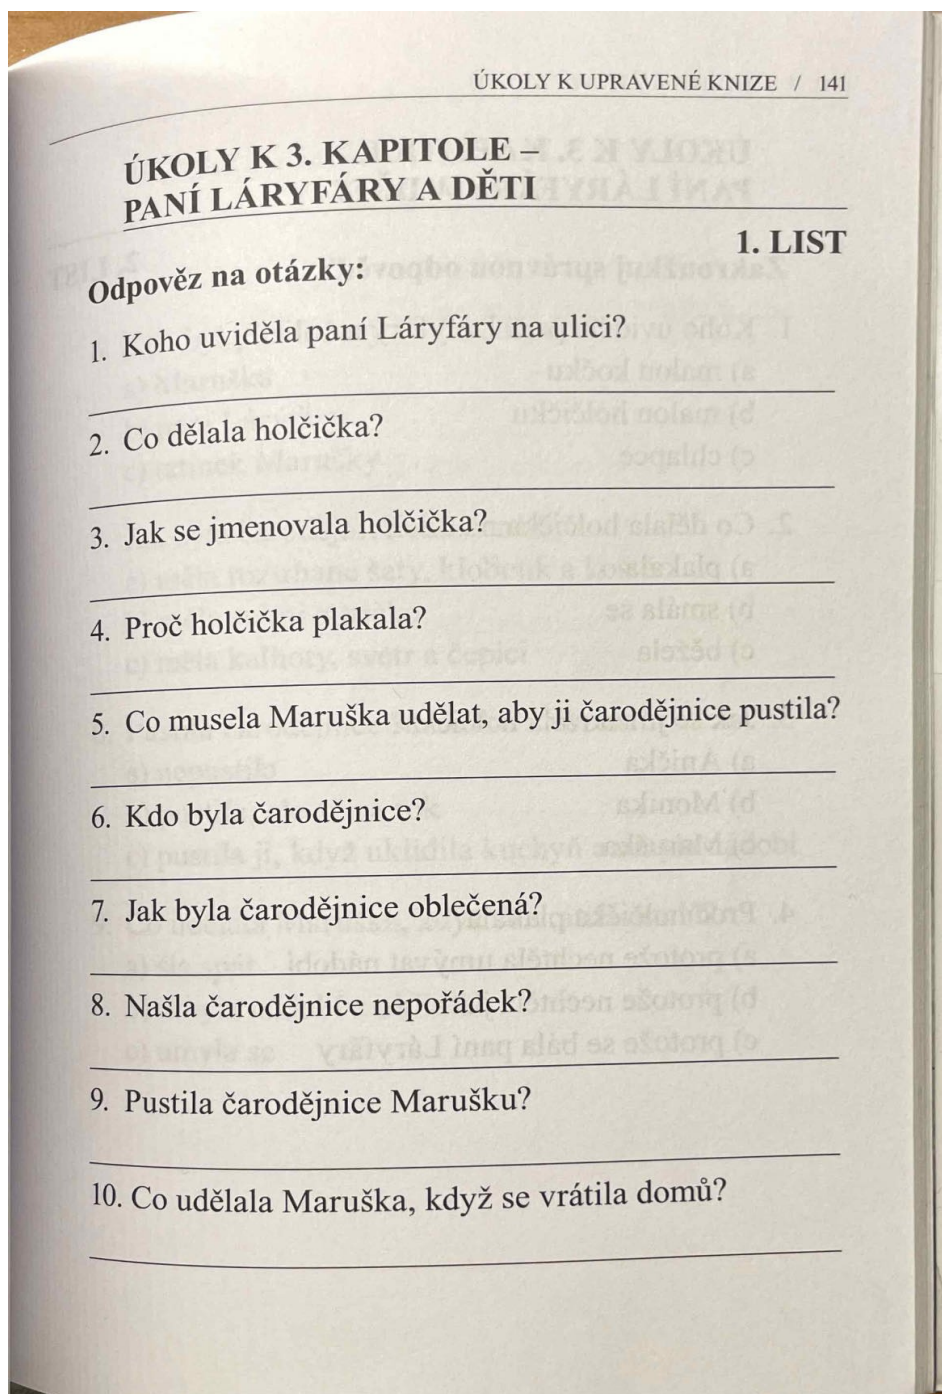 ÚKOLY K UPRAVENÉ KNIZE / 141
ÚKOLY K 3. KAPITOLE –
PANÍ LÁRYFÁRY A DĚTI
1. LIST
Odpověz na otázky:
1. Koho uviděla paní Láryfáry na ulici?
2. Co dělala holčička?
3. Jak se jmenovala holčička?
4. Proč holčička plakala?
5. Co musela Maruška udělat, aby ji čarodějnice pustila?
6. Kdo byla čarodějnice?
7. Jak byla čarodějnice oblečená?
8. Našla čarodějnice nepořádek?
9. Pustila čarodějnice Marušku?
10. Co udělala Maruška, když se vrátila domů?